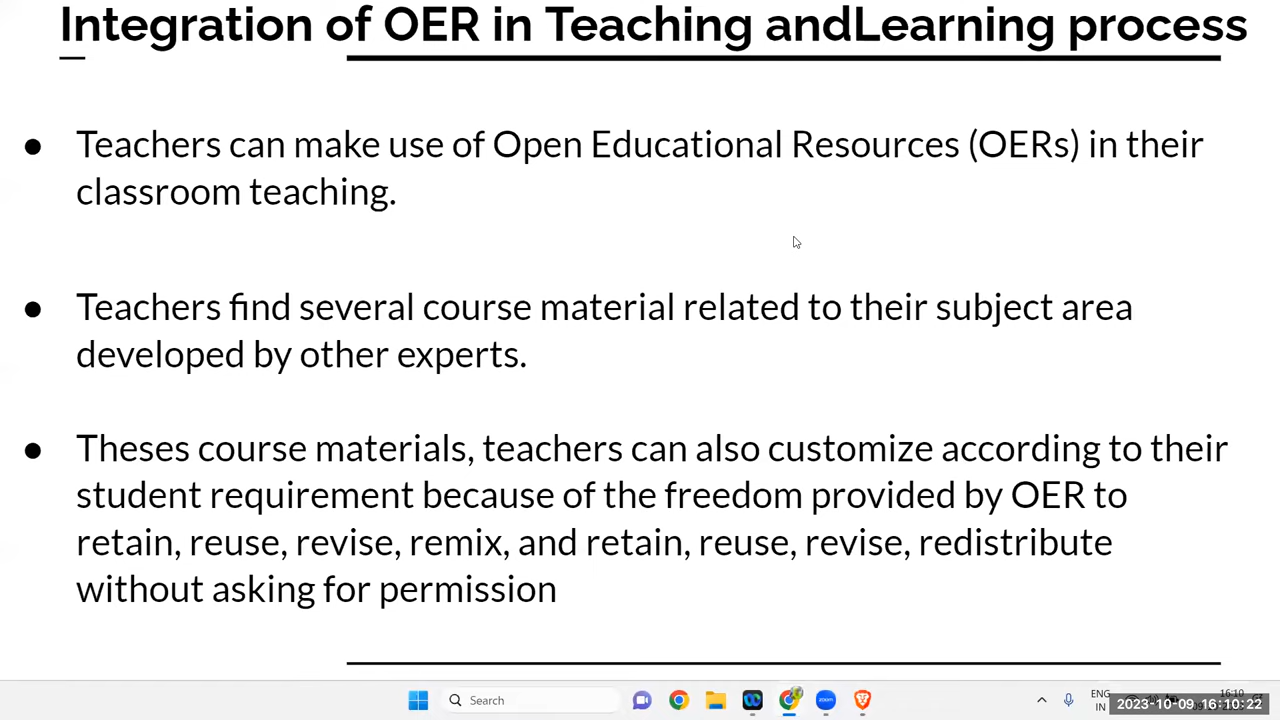 Integration of OER in Teaching andLearning process
● Teachers can make use of Open Educational Resources (OERs) in their
classroom teaching.
● Teachers find several course material related to their subject area
developed by other experts.
● Theses course materials, teachers can also customize according to their
student requirement because of the freedom provided by OER to
retain, reuse, revise, remix, and retain, reuse, revise, redistribute
without asking for permission
Search
zoom
ENG
IN
16:10
2023-10-09 16:10:22